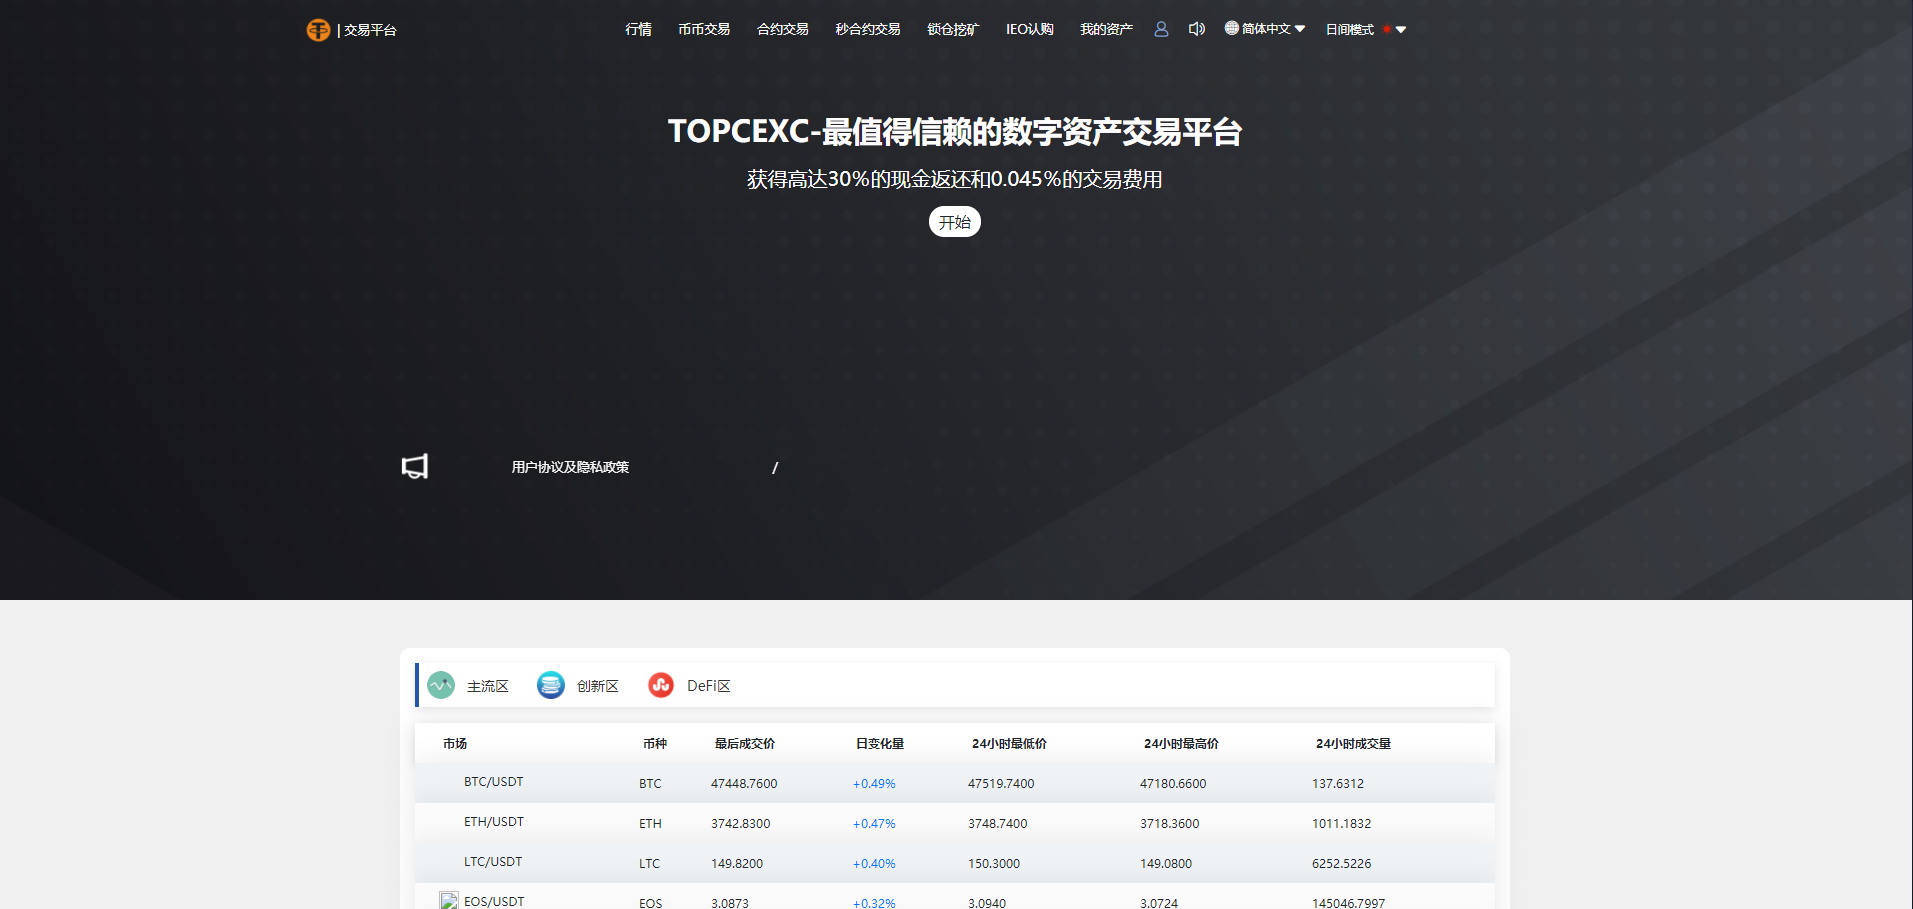 | 交易平台 行情 币币交易 合约交易 秒合约交易 锁仓挖矿 IEO认购 我的资产 简体中文 日间模式
TOPCEXC-最值得信赖的数字资产交易平台
获得高达30%的现金返还和0.045%的交易费用
开始
用户协议及隐私政策 /
主流区 创新区 DeFi区
市场 币种 最后成交价 日变化量 24小时最低价 24小时最高价 24小时成交量
BTC/USDT BTC 47448.7600 +0.49% 47519.7400 47180.6600 137.6312
ETH/USDT ETH 3742.8300 +0.47% 3748.7400 3718.3600 1011.1832
LTC/USDT LTC 149.8200 +0.40% 150.3000 149.0800 6252.5226
EOS/USDT EOS 3.0873 +0.32% 3.0940 3.0724 145046.7997